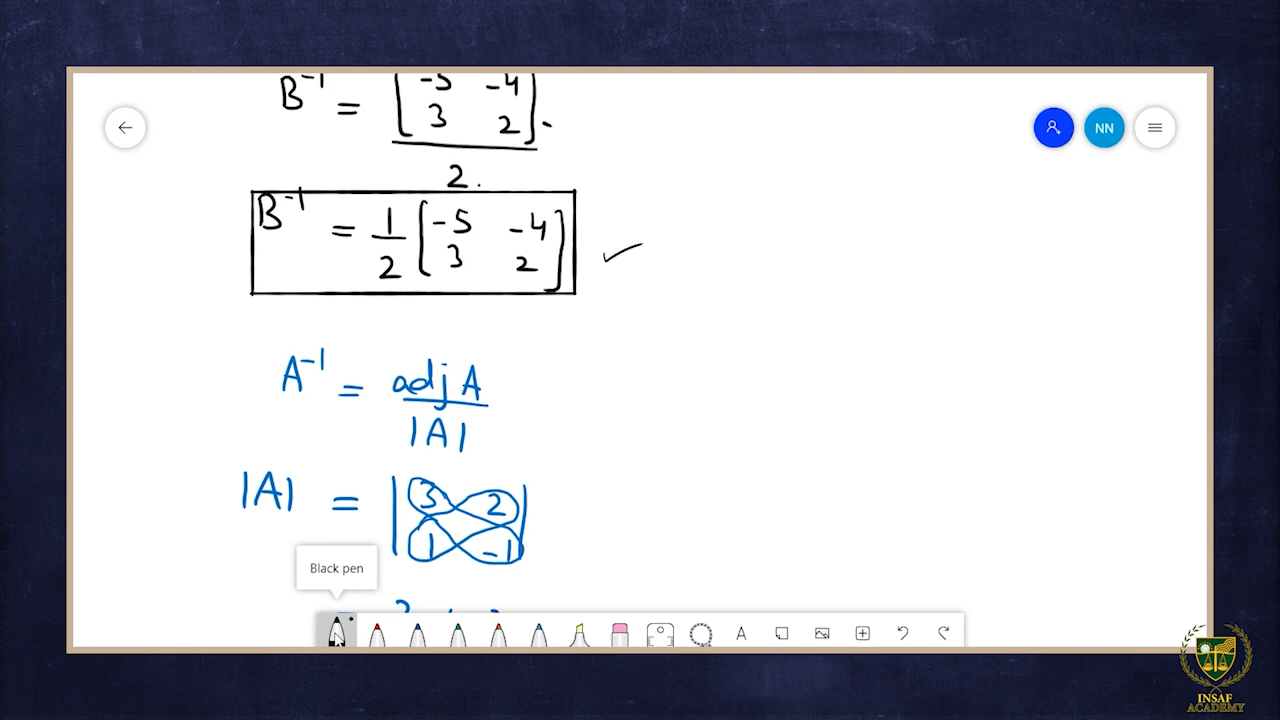 B⁻¹ = [-5 -4
3 2].
2.
B⁻¹ = 1/2 [-5 -4
3 2] ✓
A⁻¹ = adj A
|A|
|A| = |3 2
1 -1|
Black pen
A
NN
INSAF
ACADEMY